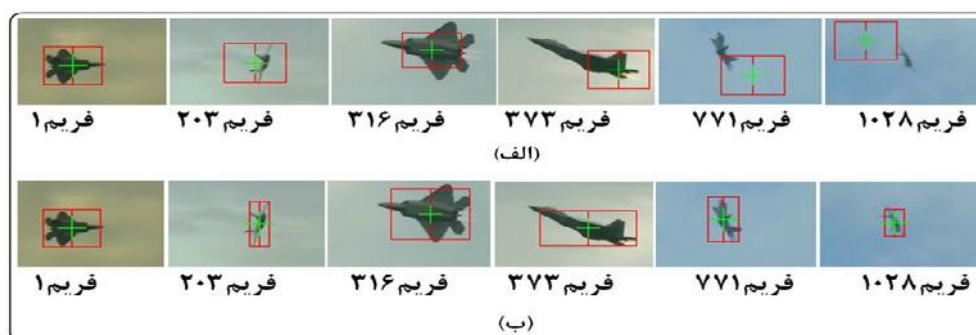 فریم۱ فریم۲۰۳ فریم۳۱۶ فریم۳۷۳ فریم۷۷۱ فریم۱۰۲۸
(الف)
فریم۱ فریم۲۰۳ فریم۳۱۶ فریم۳۷۳ فریم۷۷۱ فریم۱۰۲۸
(ب)